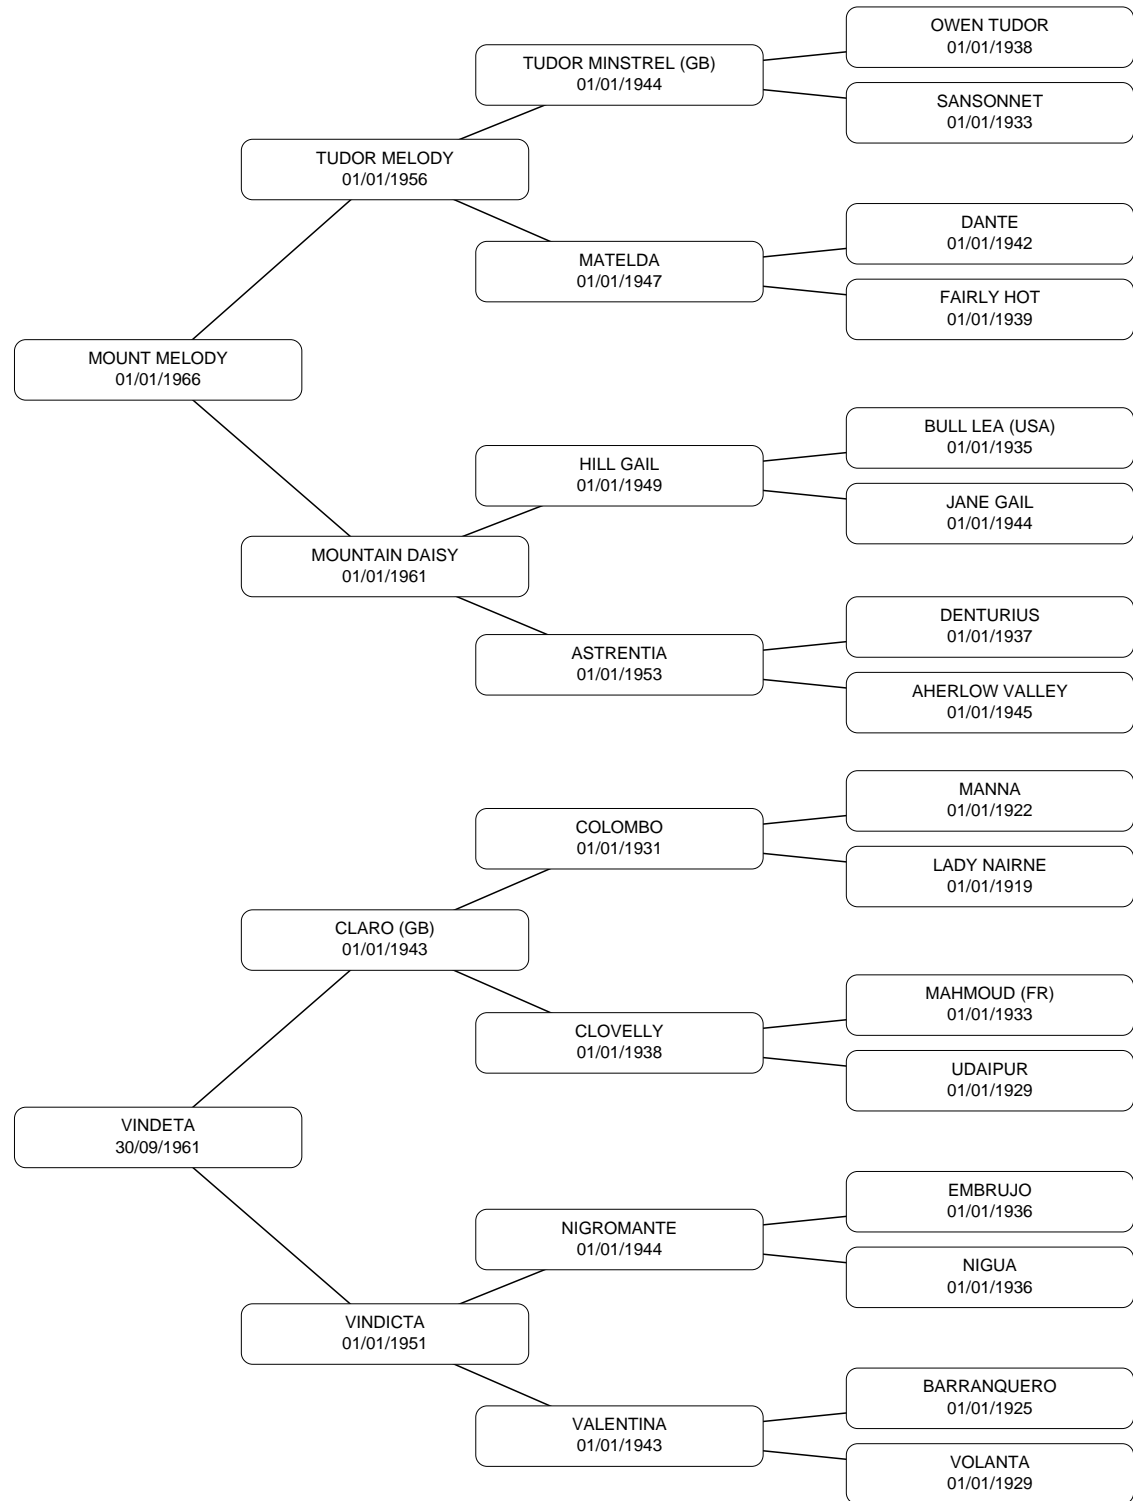 OWEN TUDOR
01/01/1938
TUDOR MINSTREL (GB)
01/01/1944
SANSONNET
01/01/1933
TUDOR MELODY
01/01/1956
DANTE
01/01/1942
MATELDA
01/01/1947
FAIRLY HOT
01/01/1939
MOUNT MELODY
01/01/1966
BULL LEA (USA)
01/01/1935
HILL GAIL
01/01/1949
JANE GAIL
01/01/1944
MOUNTAIN DAISY
01/01/1961
DENTURIUS
01/01/1937
ASTRENTIA
01/01/1953
AHERLOW VALLEY
01/01/1945
MANNA
01/01/1922
COLOMBO
01/01/1931
LADY NAIRNE
01/01/1919
CLARO (GB)
01/01/1943
MAHMOUD (FR)
01/01/1933
CLOVELLY
01/01/1938
UDAIPUR
01/01/1929
VINDETA
30/09/1961
EMBRUJO
01/01/1936
NIGROMANTE
01/01/1944
NIGUA
01/01/1936
VINDICTA
01/01/1951
BARRANQUERO
01/01/1925
VALENTINA
01/01/1943
VOLANTA
01/01/1929